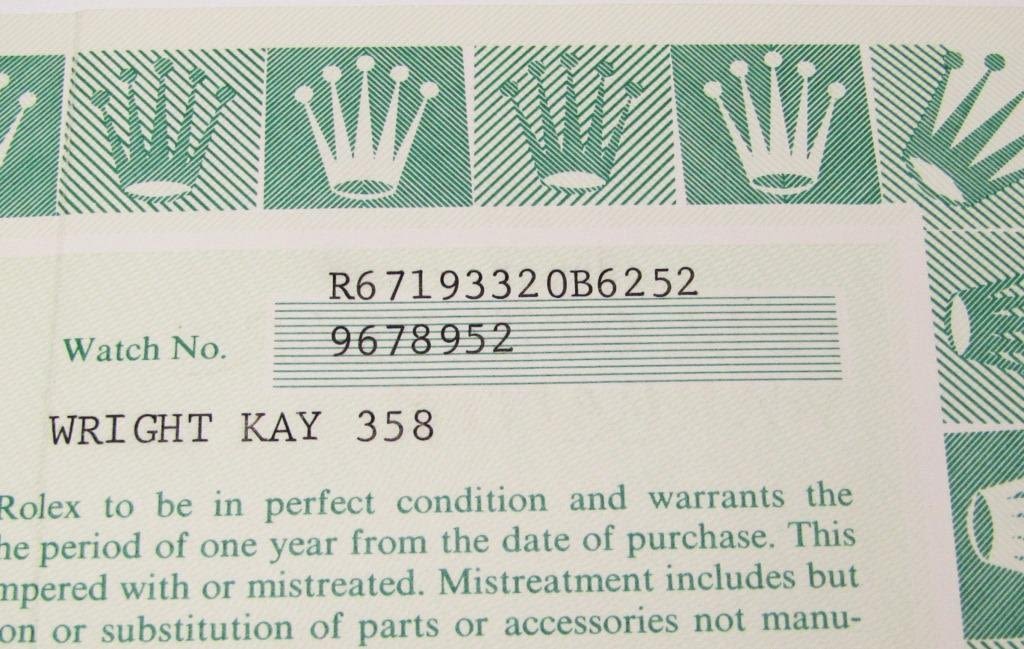 R67193320B6252
Watch No. 9678952
WRIGHT KAY 358
Rolex to be in perfect condition and warrants the
he period of one year from the date of purchase. This
mpered with or mistreated. Mistreatment includes but
on or substitution of parts or accessories not manu-